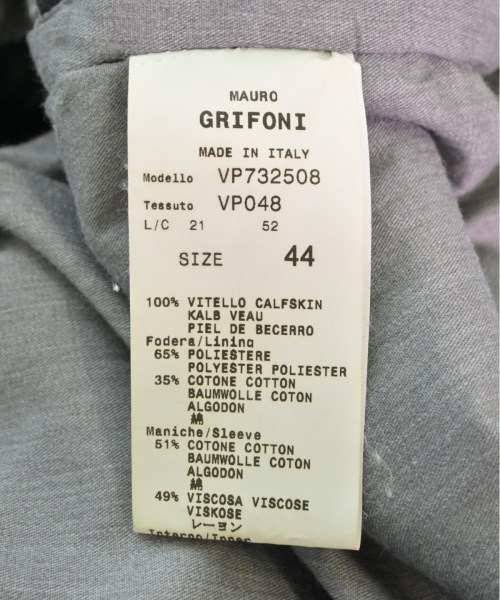 MAURO
GRIFONI
MADE IN ITALY
Modello VP732508
Tessuto VP048
L/C 21 52
SIZE 44
100% VITELLO CALFSKIN
KALB VEAU
PIEL DE BECERRO
Fodera/Lining
65% POLIESTERE
POLYESTER POLIESTER
35% COTONE COTTON
BAUMWOLLE COTON
ALGODON
綿
Maniche/Sleeve
51% COTONE COTTON
BAUMWOLLE COTON
ALGODON
綿
49% VISCOSA VISCOSE
VISKOSE
レーヨン
Interno/Inner